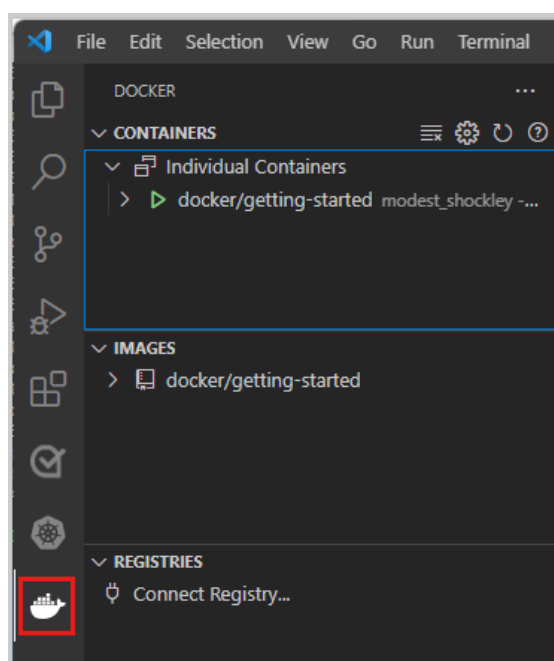 File Edit Selection View Go Run Terminal
DOCKER
CONTAINERS
Individual Containers
docker/getting-started modest_shockley -...
IMAGES
docker/getting-started
REGISTRIES
Connect Registry...